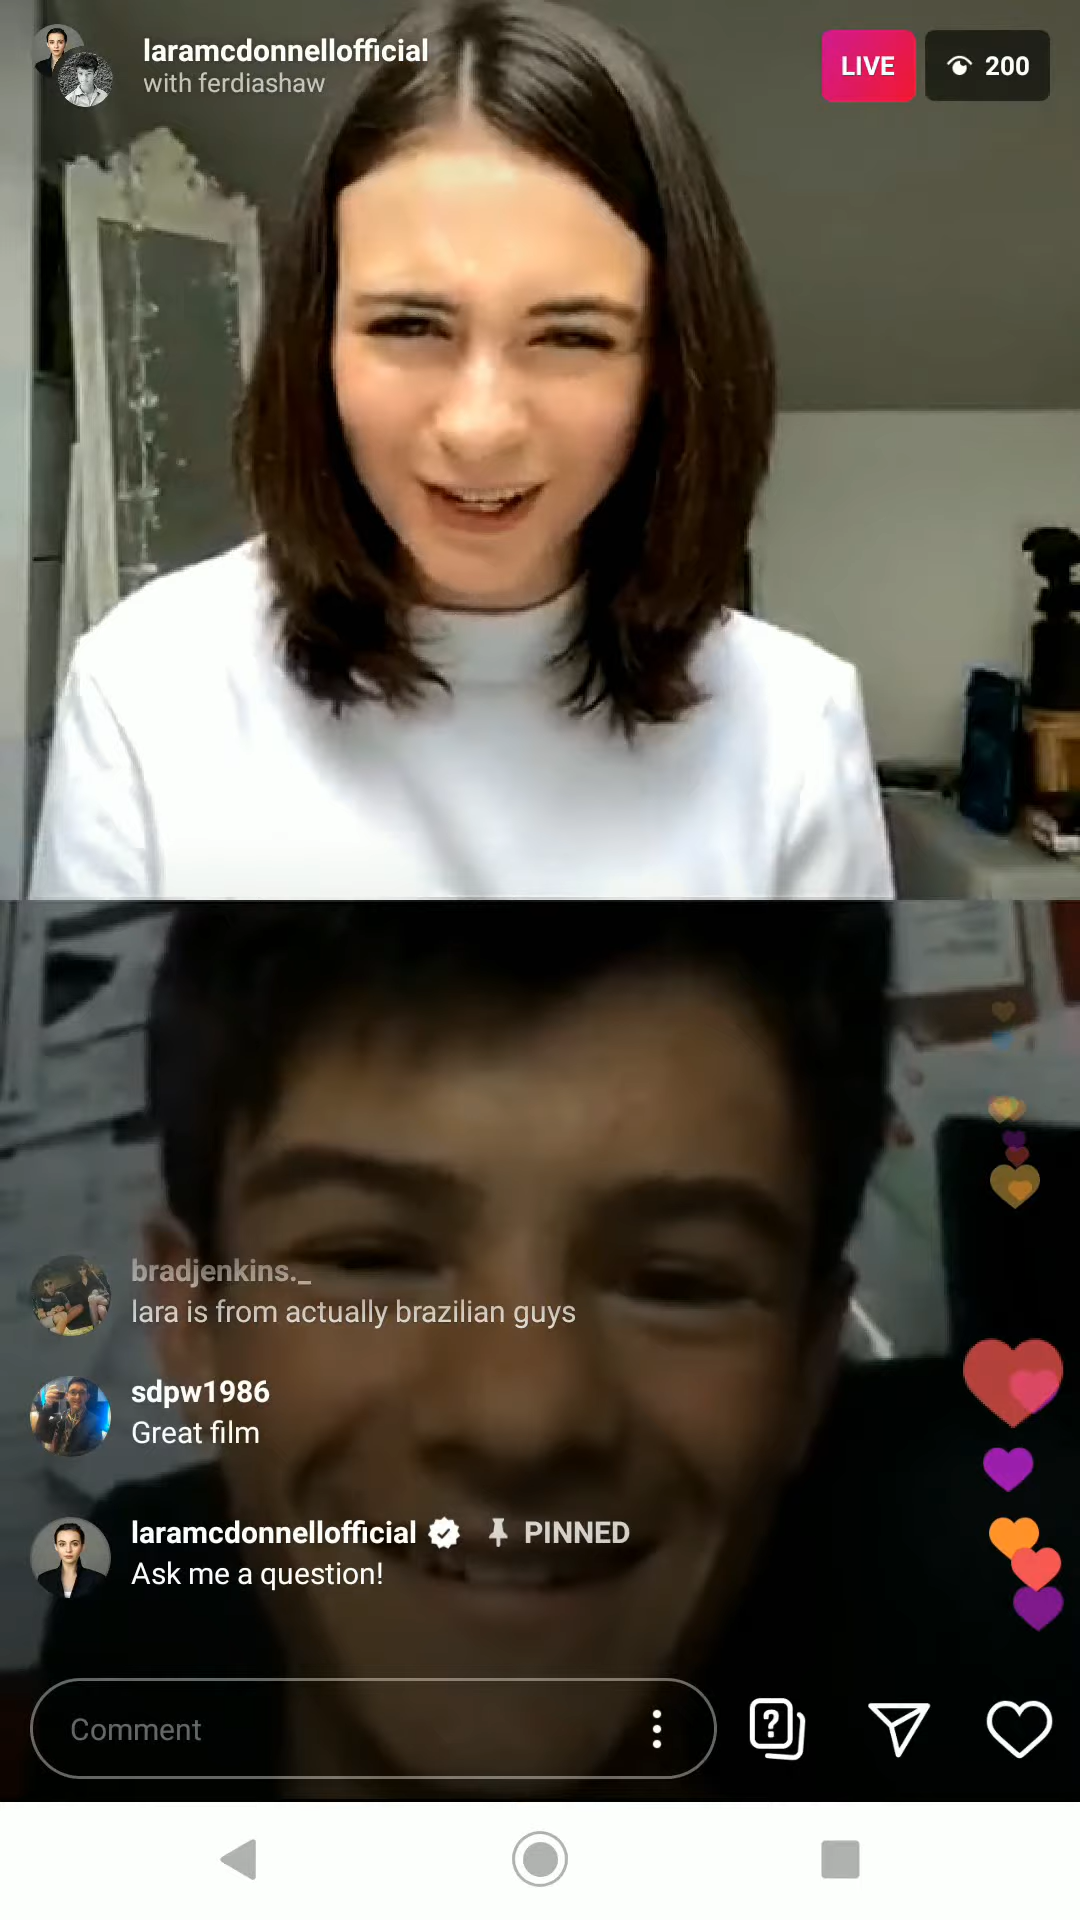 laramcdonnellofficial
with ferdiashaw
LIVE
200
bradjenkins._
lara is from actually brazilian guys
sdpw1986
Great film
laramcdonnellofficial PINNED
Ask me a question!
Comment